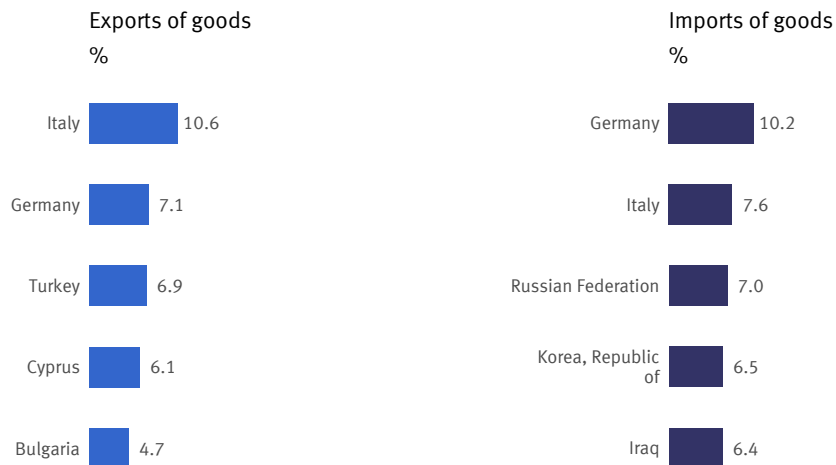 Exports of goods
%
Italy 10.6
Germany 7.1
Turkey 6.9
Cyprus 6.1
Bulgaria 4.7
Imports of goods
%
Germany 10.2
Italy 7.6
Russian Federation 7.0
Korea, Republic
of 6.5
Iraq 6.4